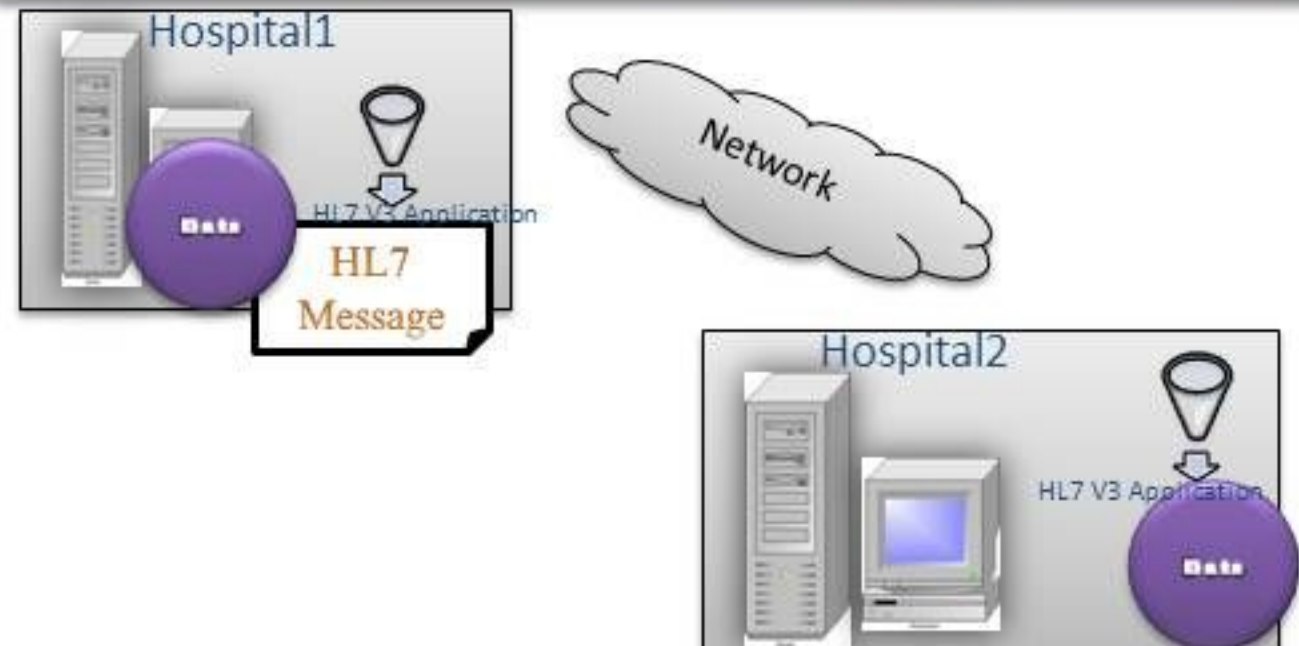 Hospital1
Data
HL7 V3 Application
HL7
Message
Network
Hospital2
HL7 V3 Application
Data